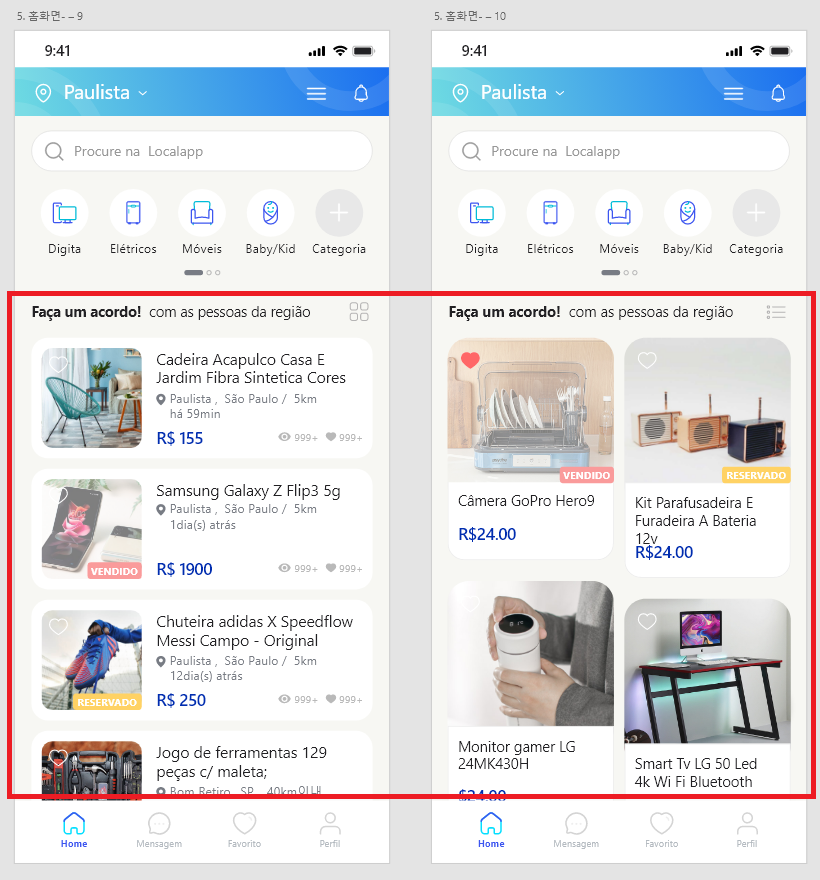 5. 홈화면- – 9
9:41
Paulista
Procure na Localapp
Digita
Elétricos
Móveis
Baby/Kid
Categoria
Faça um acordo! com as pessoas da região
Cadeira Acapulco Casa E
Jardim Fibra Sintetica Cores
Paulista , São Paulo / 5km
há 59min
R$ 155
999+
999+
Samsung Galaxy Z Flip3 5g
Paulista , São Paulo / 5km
1dia(s) atrás
VENDIDO
R$ 1900
999+
999+
Chuteira adidas X Speedflow
Messi Campo - Original
Paulista , São Paulo / 5km
12dia(s) atrás
RESERVADO
R$ 250
999+
999+
Jogo de ferramentas 129
peças c/ maleta;
Bom Retiro , SP , 40km
Home
Mensagem
Favorito
Perfil
5. 홈화면- – 10
9:41
Paulista
Procure na Localapp
Digita
Elétricos
Móveis
Baby/Kid
Categoria
Faça um acordo! com as pessoas da região
VENDIDO
Câmera GoPro Hero9
R$24.00
RESERVADO
Kit Parafusadeira E
Furadeira A Bateria
12v
R$24.00
Monitor gamer LG
24MK430H
$24.00
Smart Tv LG 50 Led
4k Wi Fi Bluetooth
Home
Mensagem
Favorito
Perfil